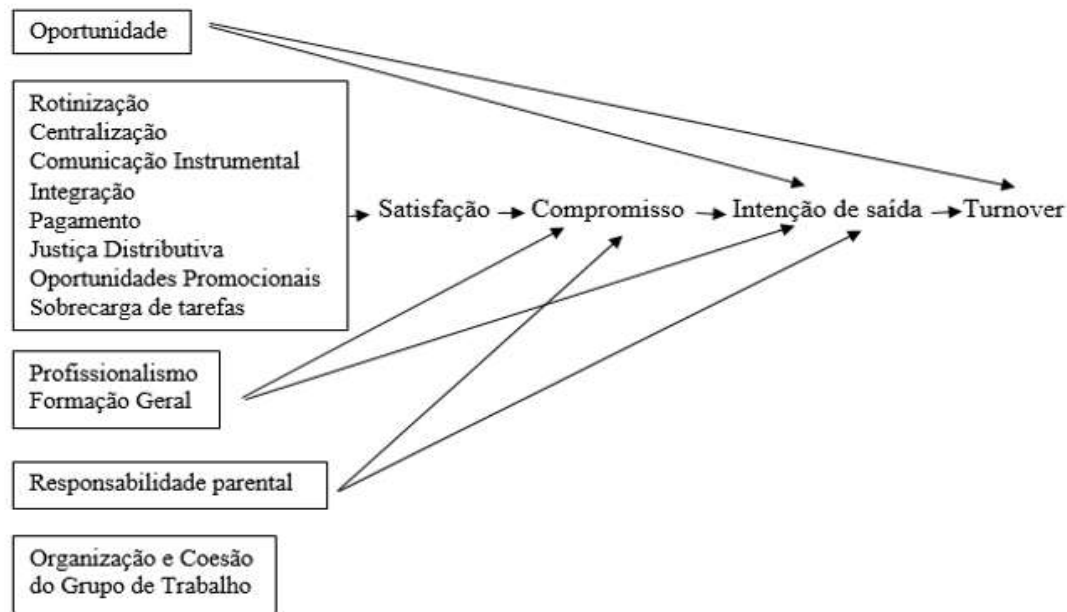 Oportunidade
Rotinização
Centralização
Comunicação Instrumental
Integração
Pagamento
Justiça Distributiva
Oportunidades Promocionais
Sobrecarga de tarefas
Satisfação
Compromisso
Intenção de saída
Turnover
Profissionalismo
Formação Geral
Responsabilidade parental
Organização e Coesão
do Grupo de Trabalho